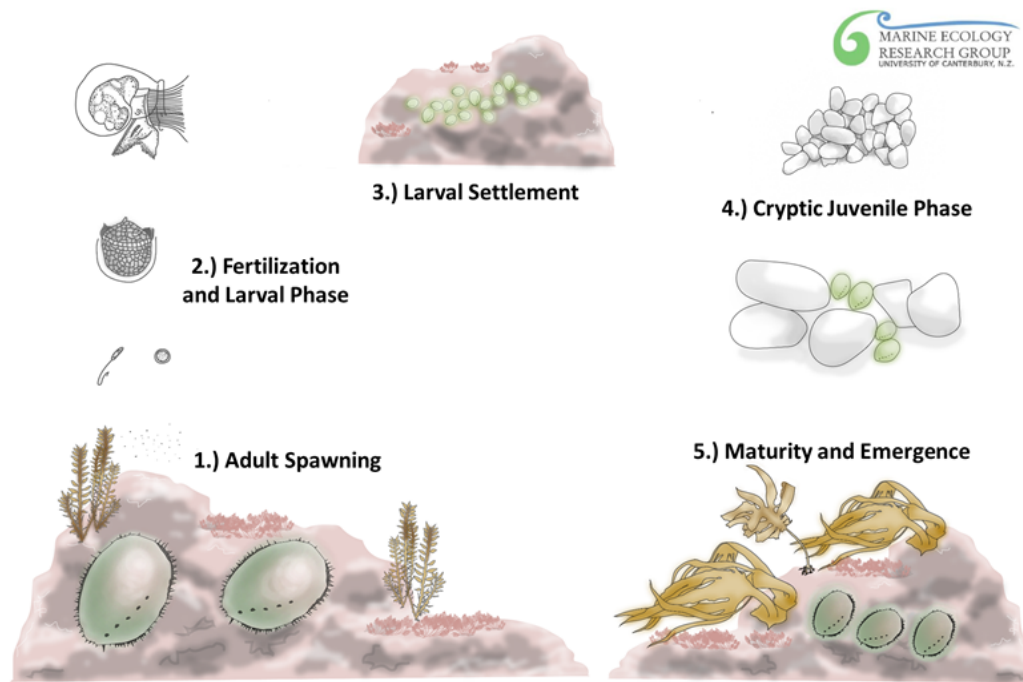 MARINE ECOLOGY
RESEARCH GROUP
UNIVERSITY OF CANTERBURY, N.Z.
3.) Larval Settlement
4.) Cryptic Juvenile Phase
2.) Fertilization
and Larval Phase
1.) Adult Spawning
5.) Maturity and Emergence